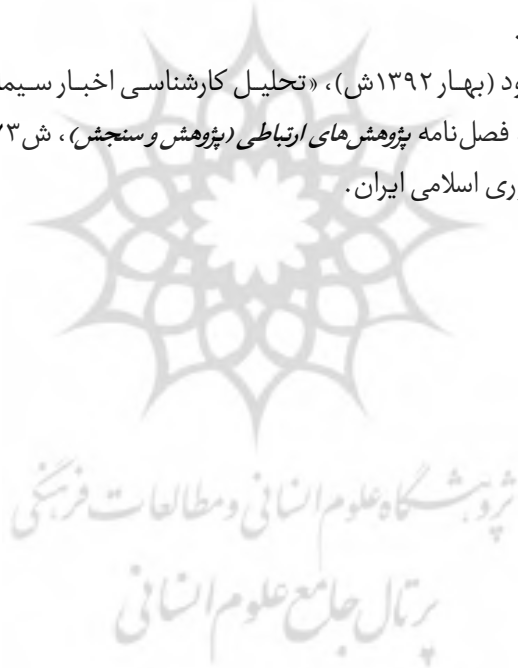 .
ود (بهار ۱۳۹۲ش)، «تحلیل کارشناسی اخبار سیم
فصل‌نامه پژوهش‌های ارتباطی (پژوهش و سنجش)، ش۷۳
ری اسلامی ایران.
پژوهشگاه علوم انسانی و مطالعات فرهنگی
پرتال جامع علوم انسانی